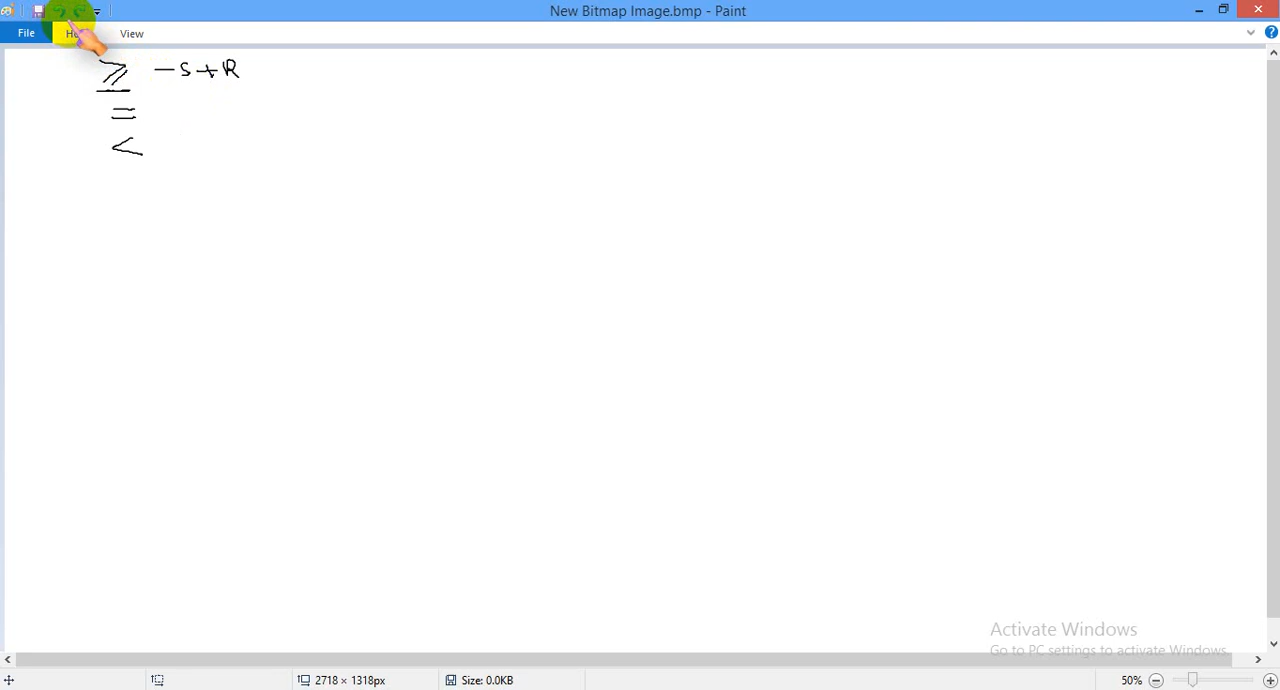 New Bitmap Image.bmp - Paint
File View
≥ -S+R
=
<
Activate Windows
Go to PC settings to activate Windows.
2718 × 1318px Size: 0.0KB 50%